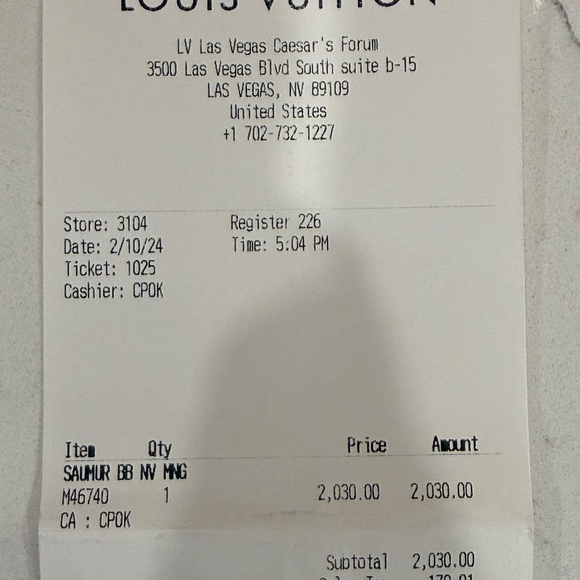 LOUIS VUITTON
LV Las Vegas Caesar's Forum
3500 Las Vegas Blvd South suite b-15
LAS VEGAS, NV 89109
United States
+1 702-732-1227
Store: 3104 Register 226
Date: 2/10/24 Time: 5:04 PM
Ticket: 1025
Cashier: CPOK
Item Qty Price Amount
SAUMUR BB NV MNG
M46740 1 2,030.00 2,030.00
CA : CPOK
Subtotal 2,030.00